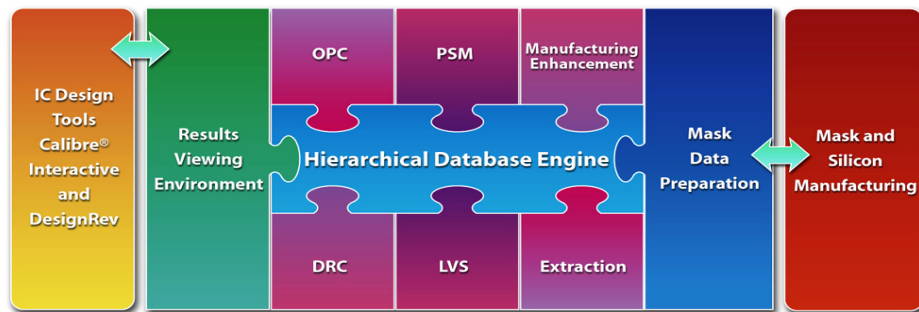 IC Design
Tools
Calibre®
Interactive
and
DesignRev
Results
Viewing
Environment
OPC
PSM
Manufacturing
Enhancement
Hierarchical Database Engine
DRC
LVS
Extraction
Mask
Data
Preparation
Mask and
Silicon
Manufacturing